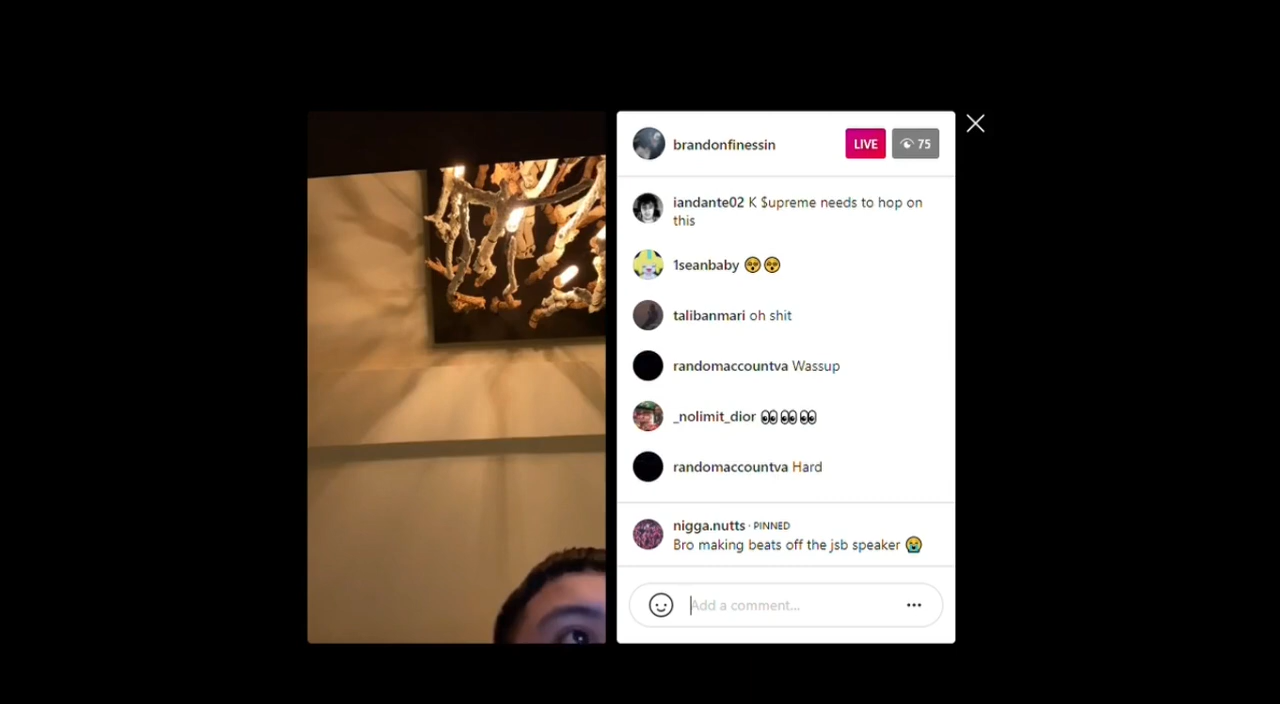 brandonfinessin
LIVE
75
iandante02 K $upreme needs to hop on
this
1seanbaby 😵😵
talibanmari oh shit
randomaccountva Wassup
_nolimit_dior 👀👀👀
randomaccountva Hard
nigga.nutts · PINNED
Bro making beats off the jsb speaker 😭
Add a comment...